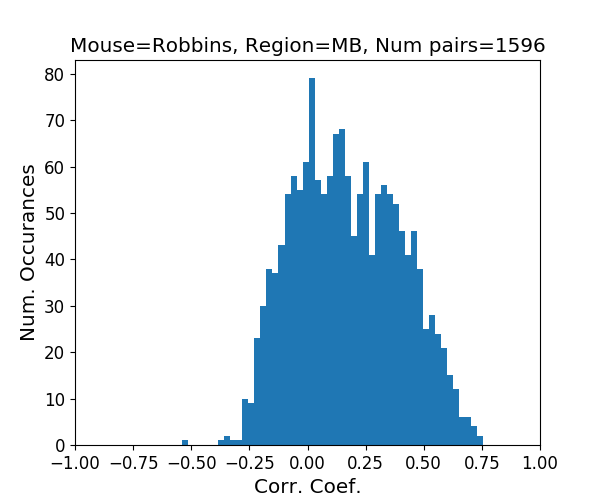 Mouse=Robbins, Region=MB, Num pairs=1596
80
70
60
50
40
30
20
10
0
Num. Occurances
−1.00 −0.75 −0.50 −0.25 0.00 0.25 0.50 0.75 1.00
Corr. Coef.